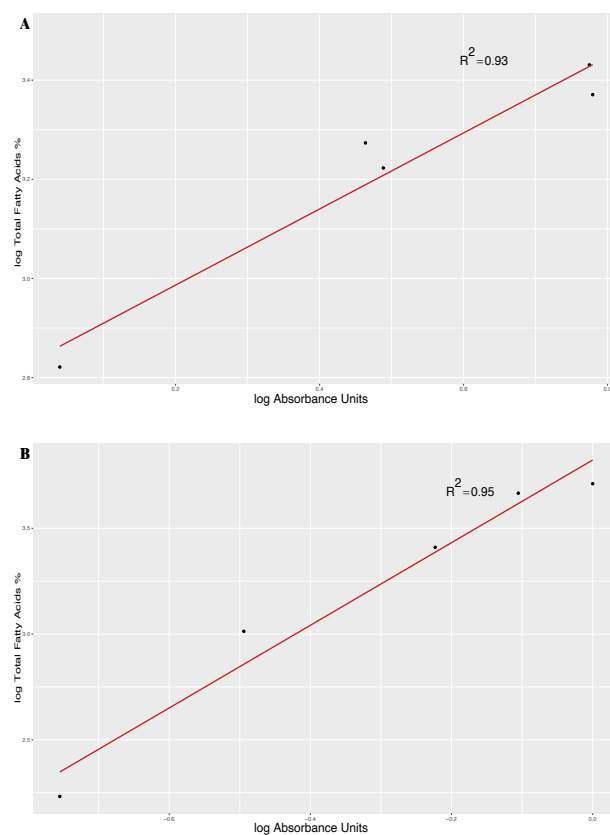 A
R²=0.93
3.4
3.2
3.0
2.8
log Total Fatty Acids %
0.2 0.4 0.6 0.8
log Absorbance Units
B
R²=0.95
3.5
3.0
2.5
log Total Fatty Acids %
−0.6 −0.4 −0.2 0.0
log Absorbance Units